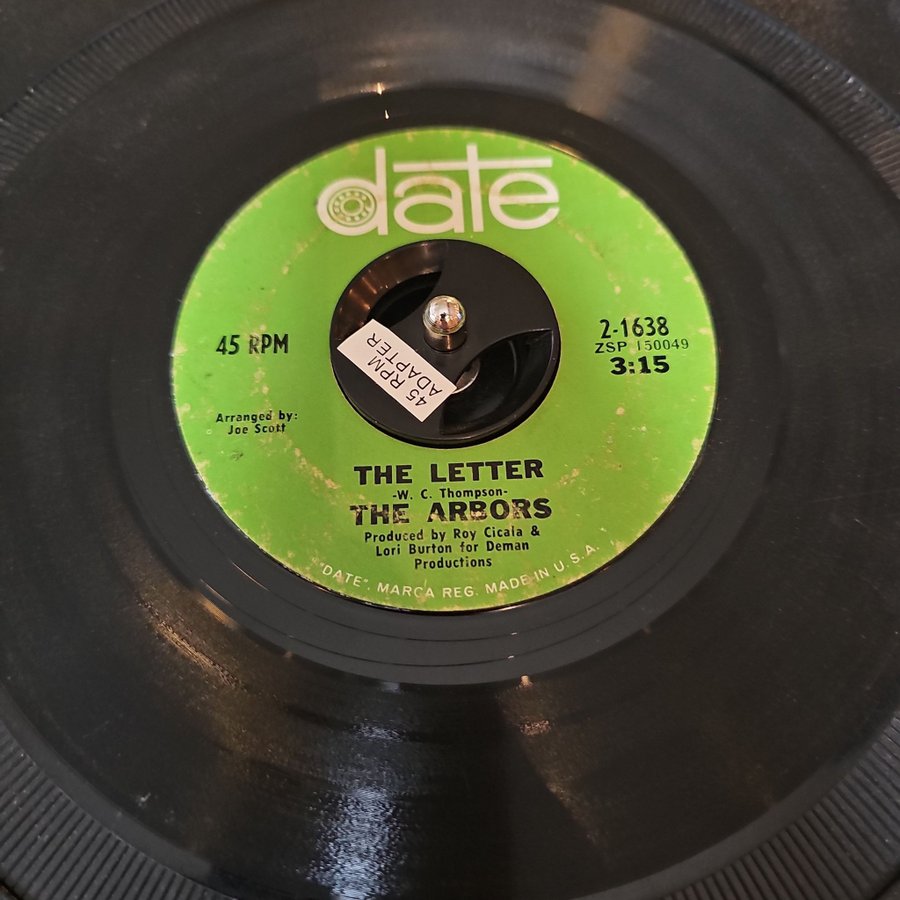 date
45 RPM
2-1638
ZSP 150049
3:15
45 RPM
ADAPTER
Arranged by:
Joe Scott
THE LETTER
-W. C. Thompson-
THE ARBORS
Produced by Roy Cicala &
Lori Burton for Deman
Productions
"DATE". MARCA REG. MADE IN U.S.A.